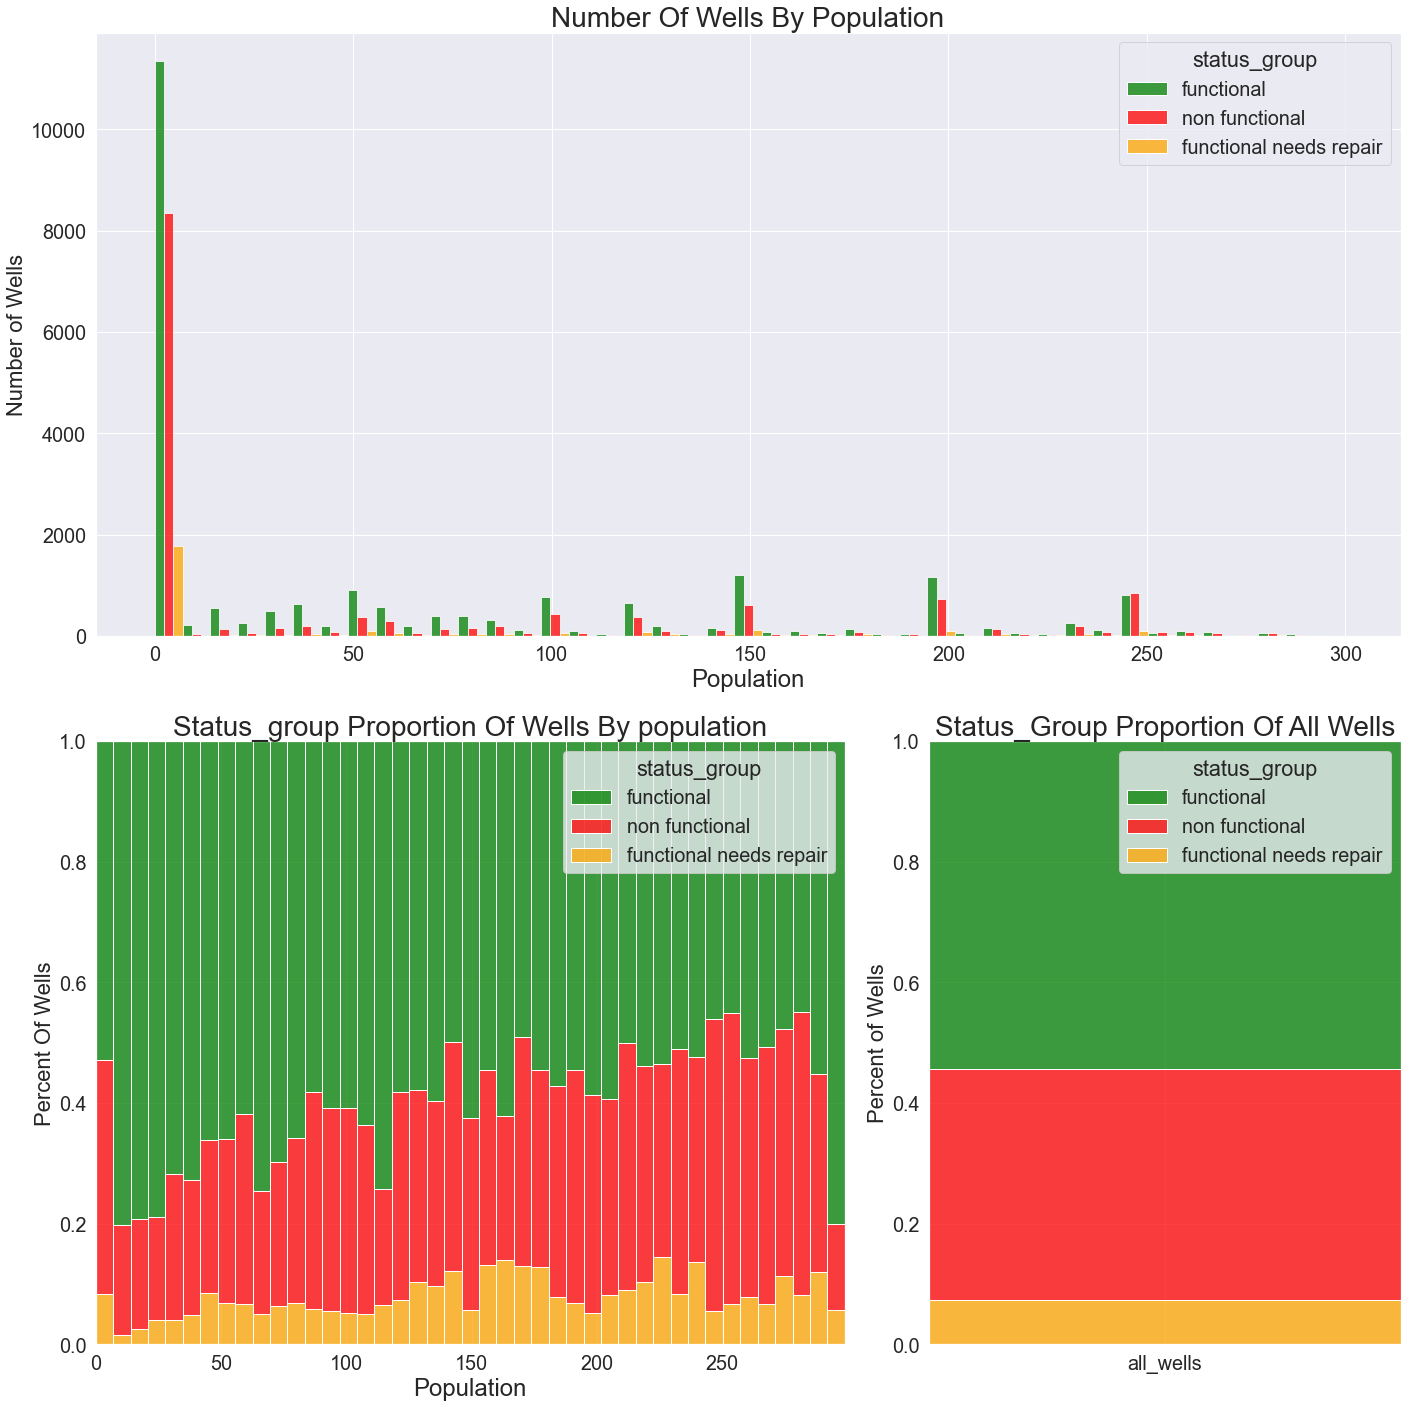 Number Of Wells By Population
status_group
functional
non functional
functional needs repair
Number of Wells
10000
8000
6000
4000
2000
0
0 50 100 150 200 250 300
Population
Status_group Proportion Of Wells By population
status_group
functional
non functional
functional needs repair
Percent Of Wells
1.0
0.8
0.6
0.4
0.2
0.0
0 50 100 150 200 250
Population
Status_Group Proportion Of All Wells
status_group
functional
non functional
functional needs repair
Percent of Wells
1.0
0.8
0.6
0.4
0.2
0.0
all_wells